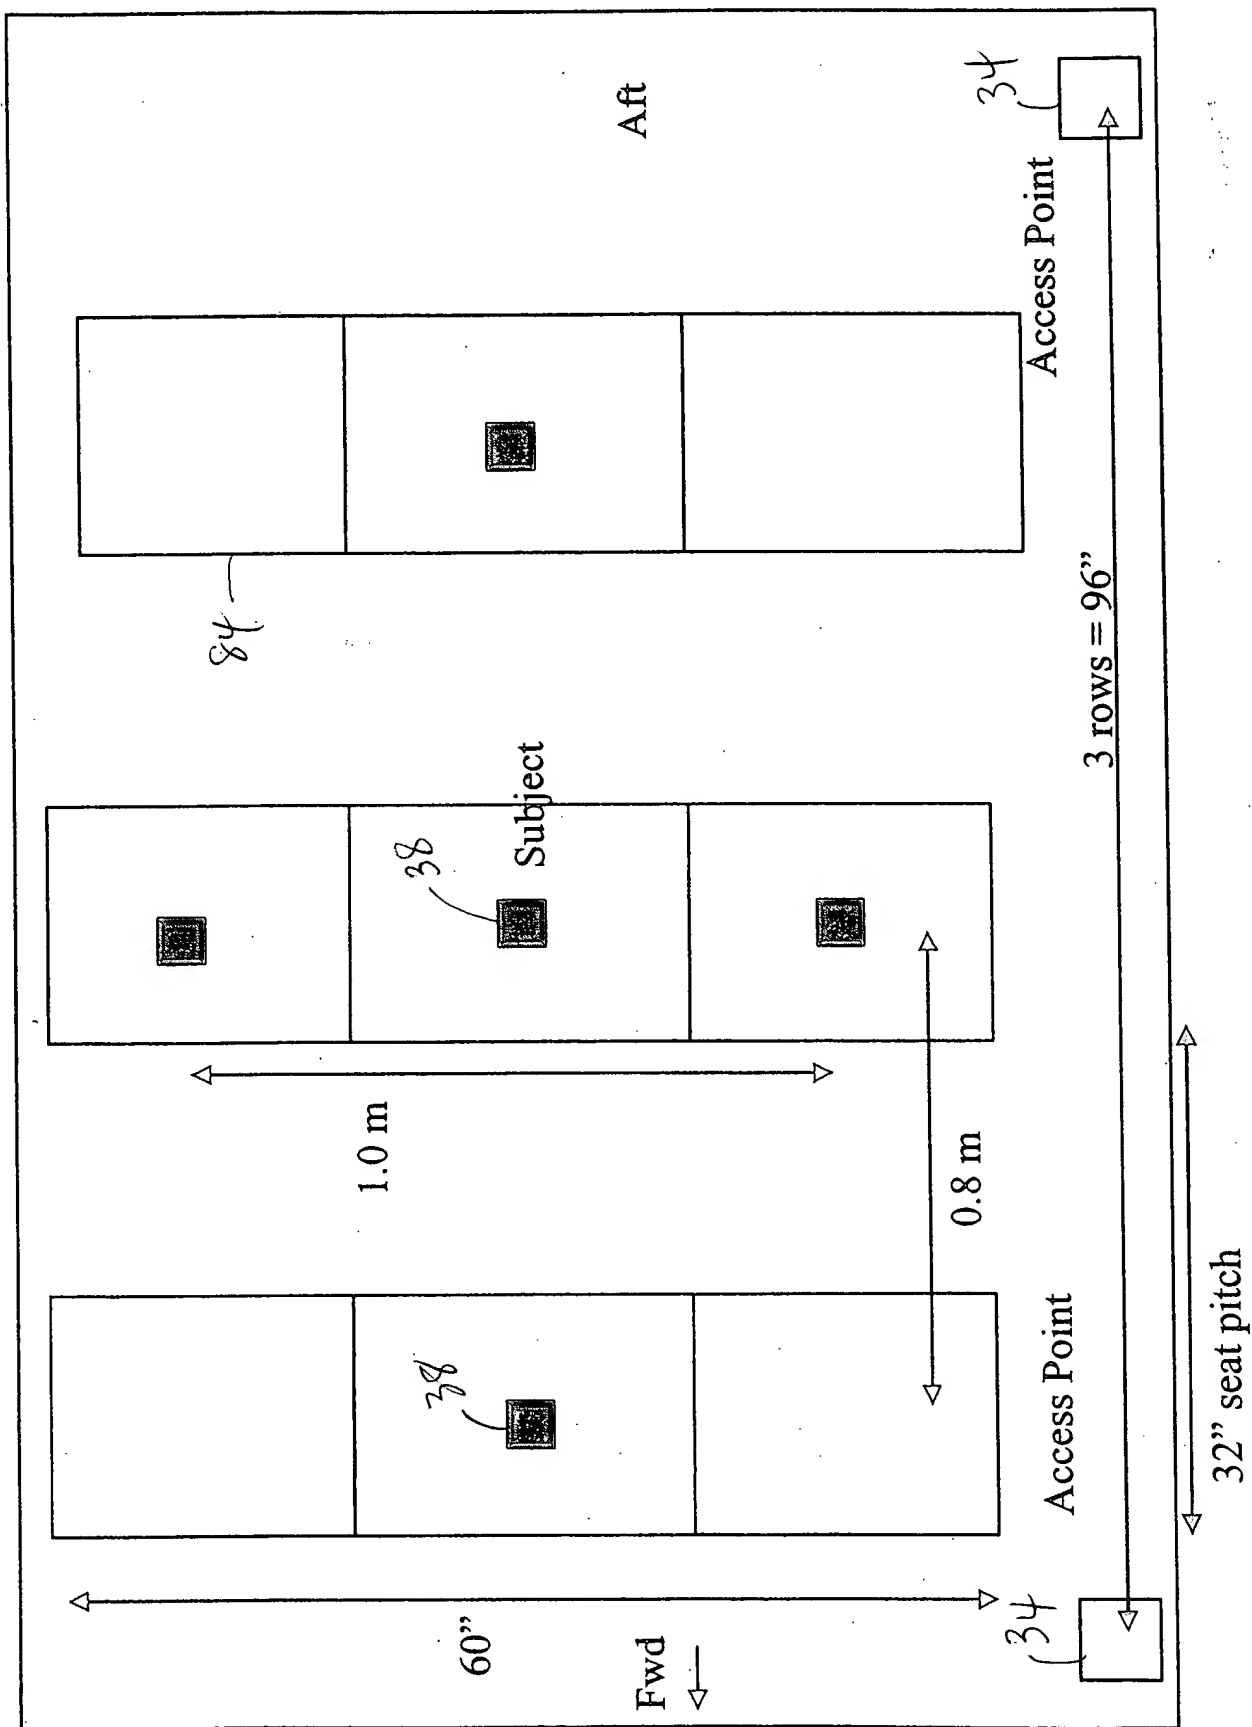 Aft
34
Access Point
84
3 rows = 96”
Subject
38
1.0 m
0.8 m
38
Access Point
32” seat pitch
60”
Fwd
34